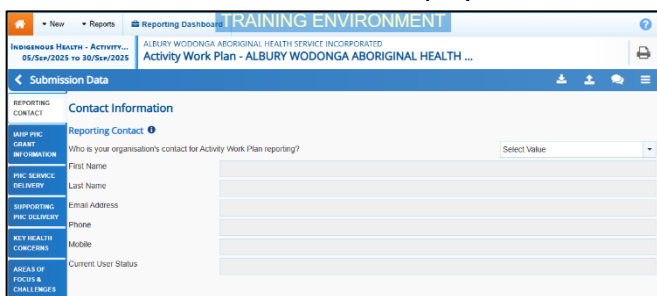 New
Reports
Reporting Dashboard
TRAINING ENVIRONMENT
INDIGENOUS HEALTH - ACTIVITY...
05/SEP/2025 TO 30/SEP/2025
ALBURY WODONGA ABORIGINAL HEALTH SERVICE INCORPORATED
Activity Work Plan - ALBURY WODONGA ABORIGINAL HEALTH ...
Submission Data
REPORTING
CONTACT
IAHP PHC
GRANT
INFORMATION
PHC SERVICE
DELIVERY
SUPPORTING
PHC DELIVERY
KEY HEALTH
CONCERNS
AREAS OF
FOCUS &
CHALLENGES
Contact Information
Reporting Contact
Who is your organisation's contact for Activity Work Plan reporting?
Select Value
First Name
Last Name
Email Address
Phone
Mobile
Current User Status